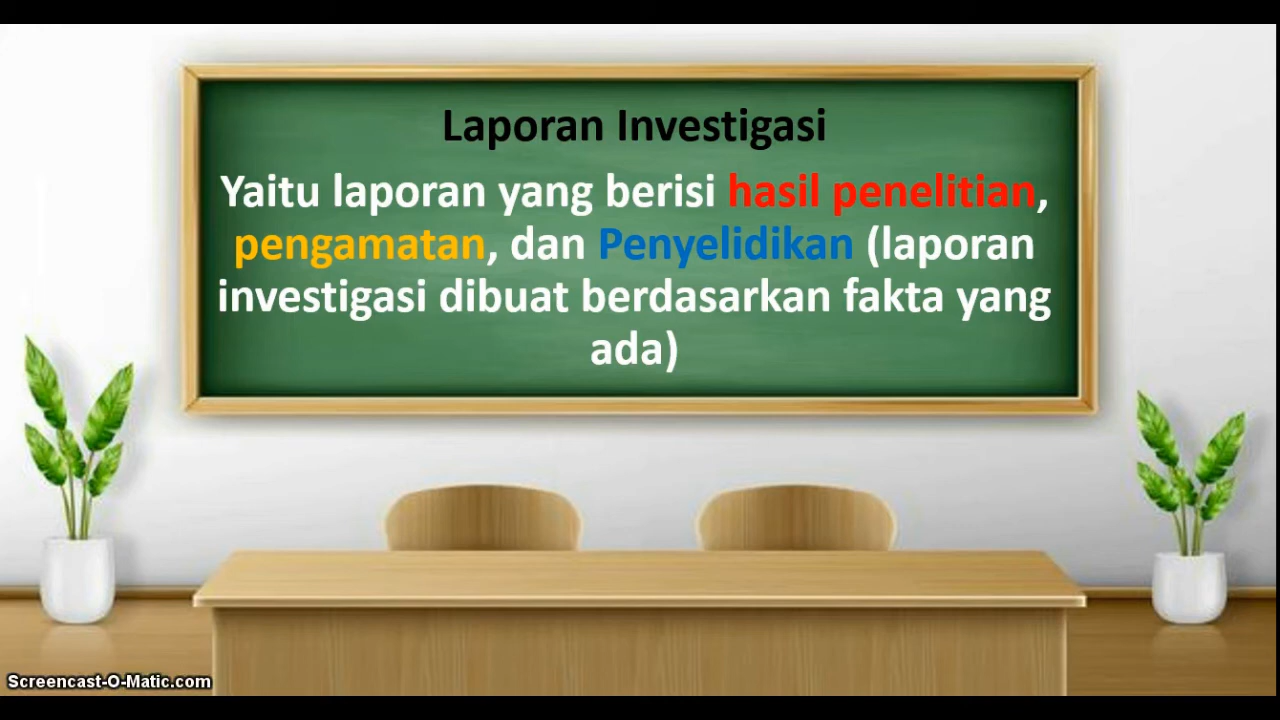 Laporan Investigasi
Yaitu laporan yang berisi hasil penelitian,
pengamatan, dan Penyelidikan (laporan
investigasi dibuat berdasarkan fakta yang
ada)
Screencast-O-Matic.com